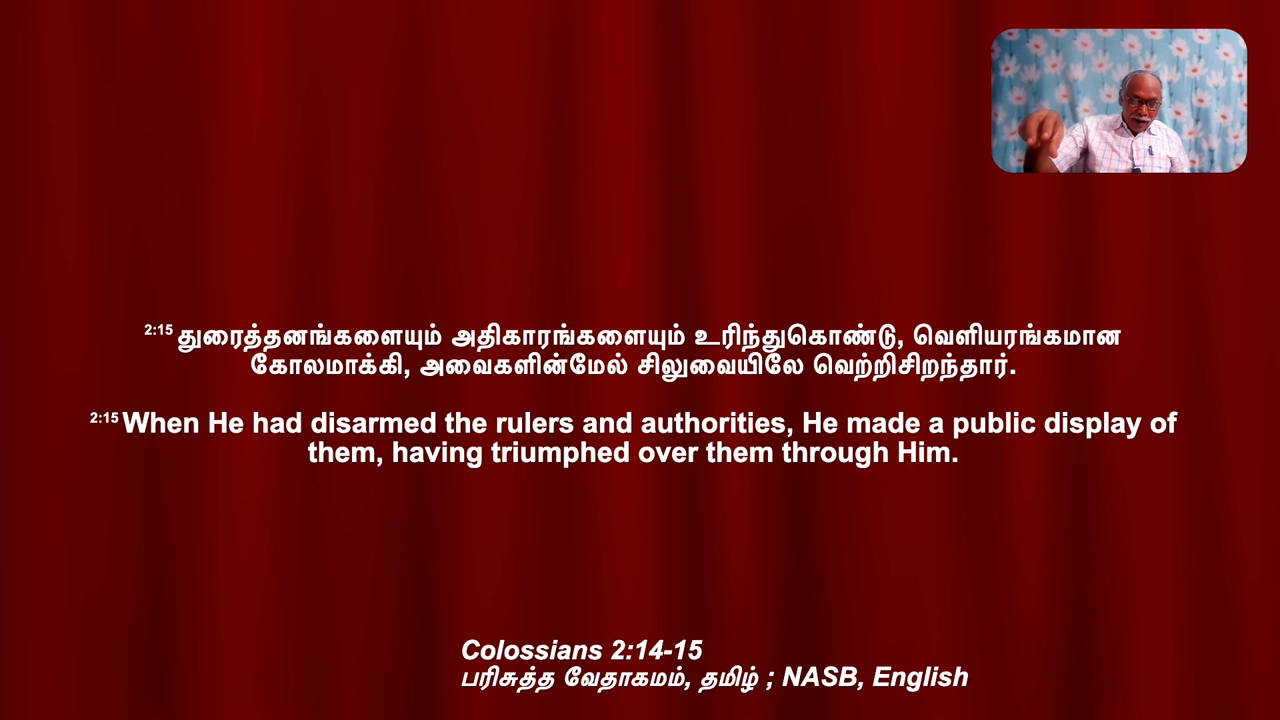 2:15 துரைத்தனங்களையும் அதிகாரங்களையும் உரிந்துகொண்டு, வெளியரங்கமான
கோலமாக்கி, அவைகளின்மேல் சிலுவையிலே வெற்றிசிறந்தார்.
2:15 When He had disarmed the rulers and authorities, He made a public display of
them, having triumphed over them through Him.
Colossians 2:14-15
பரிசுத்த வேதாகமம், தமிழ் ; NASB, English